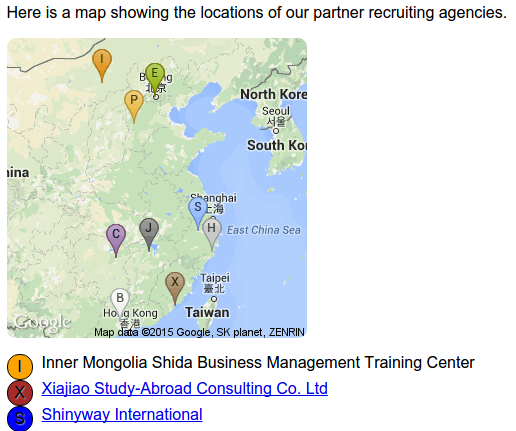 Here is a map showing the locations of our partner recruiting agencies.
I
E
北京
P
North Kore
Seoul
서울
South Ko
ina
Shanghai
上海
S
H
East China Sea
C
J
X
Taipei
臺北
Taiwan
B
Hong Kong
香港
Google
Map data ©2015 Google, SK planet, ZENRIN
I Inner Mongolia Shida Business Management Training Center
X Xiajiao Study-Abroad Consulting Co. Ltd
S Shinyway International